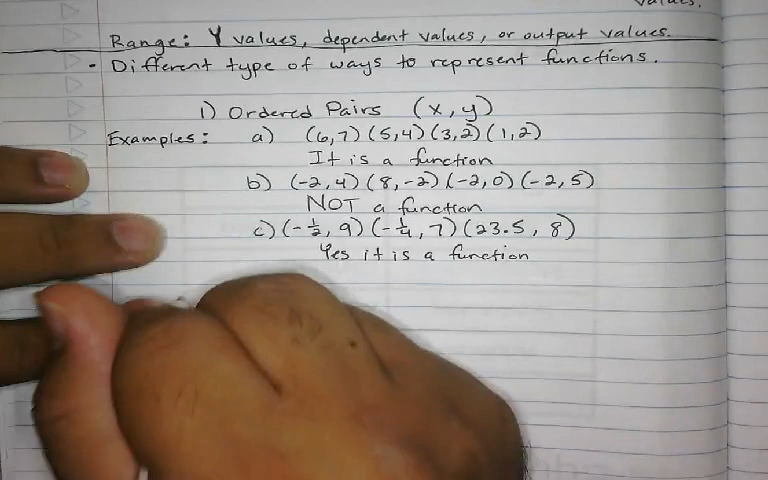 values.
Range: Y values, dependent values, or output values.
• Different type of ways to represent functions.
1) Ordered Pairs (x,y)
Examples: a) (6,7) (5,4) (3,2) (1,2)
It is a function
b) (-2,4) (8,-2) (-2,0) (-2,5)
NOT a function
c) (-1/2, 9) (-1/4, 7) (23.5, 8)
Yes it is a function